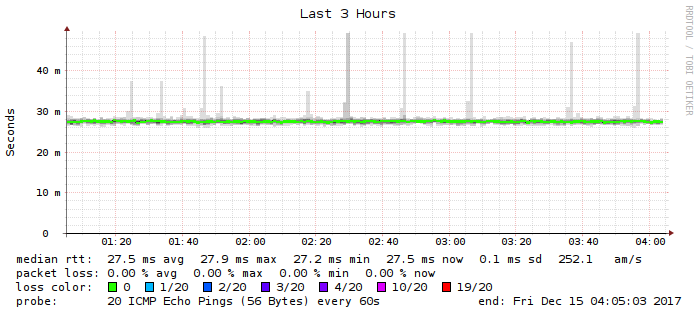 Last 3 Hours
RRDTOOL / TOBI OETIKER
Seconds
40 m
30 m
20 m
10 m
0
01:20 01:40 02:00 02:20 02:40 03:00 03:20 03:40 04:00
median rtt: 27.5 ms avg 27.9 ms max 27.2 ms min 27.5 ms now 0.1 ms sd 252.1 am/s
packet loss: 0.00 % avg 0.00 % max 0.00 % min 0.00 % now
loss color: 0 1/20 2/20 3/20 4/20 10/20 19/20
probe: 20 ICMP Echo Pings (56 Bytes) every 60s end: Fri Dec 15 04:05:03 2017